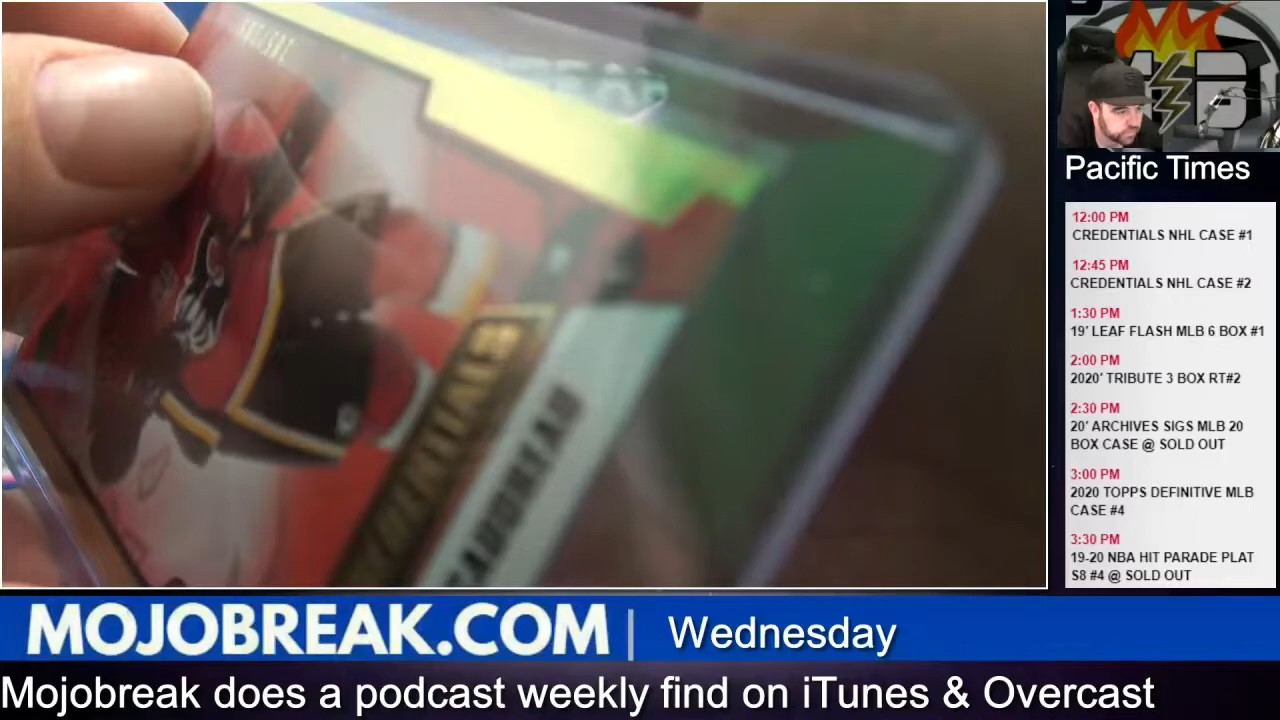 CREDENTIALS
GAUDREAU
Pacific Times
12:00 PM
CREDENTIALS NHL CASE #1
12:45 PM
CREDENTIALS NHL CASE #2
1:30 PM
19' LEAF FLASH MLB 6 BOX #1
2:00 PM
2020' TRIBUTE 3 BOX RT#2
2:30 PM
20' ARCHIVES SIGS MLB 20
BOX CASE @ SOLD OUT
3:00 PM
2020 TOPPS DEFINITIVE MLB
CASE #4
3:30 PM
19-20 NBA HIT PARADE PLAT
S8 #4 @ SOLD OUT
MOJOBREAK.COM | Wednesday
Mojobreak does a podcast weekly find on iTunes & Overcast